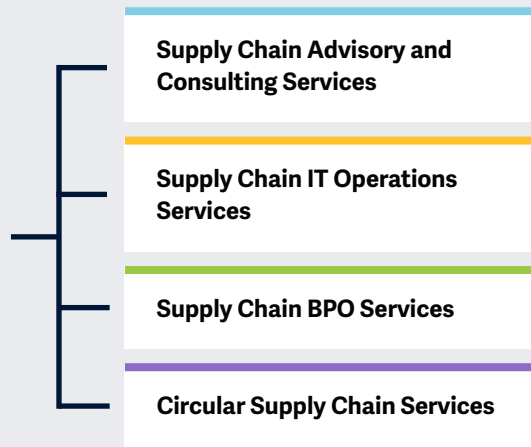 Supply Chain Advisory and
Consulting Services
Supply Chain IT Operations
Services
Supply Chain BPO Services
Circular Supply Chain Services